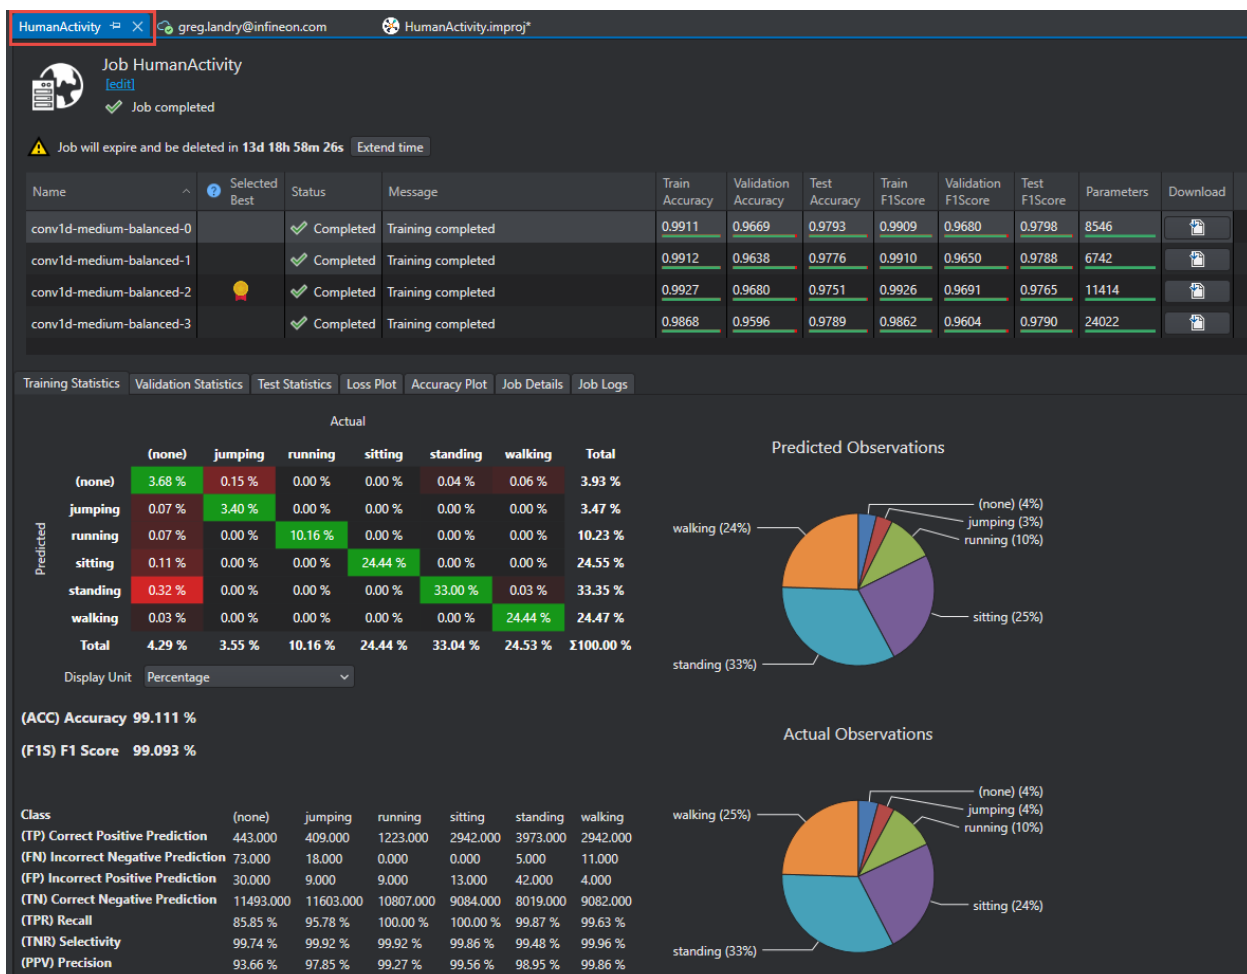 HumanActivity
greg.landry@infineon.com
HumanActivity.improj*
Job HumanActivity
[edit]
Job completed
Job will expire and be deleted in 13d 18h 58m 26s Extend time
Name ? Selected Best Status Message Train Accuracy Validation Accuracy Test Accuracy Train F1Score Validation F1Score Test F1Score Parameters Download
conv1d-medium-balanced-0 Completed Training completed 0.9911 0.9669 0.9793 0.9909 0.9680 0.9798 8546
conv1d-medium-balanced-1 Completed Training completed 0.9912 0.9638 0.9776 0.9910 0.9650 0.9788 6742
conv1d-medium-balanced-2 Completed Training completed 0.9927 0.9680 0.9751 0.9926 0.9691 0.9765 11414
conv1d-medium-balanced-3 Completed Training completed 0.9868 0.9596 0.9789 0.9862 0.9604 0.9790 24022
Training Statistics Validation Statistics Test Statistics Loss Plot Accuracy Plot Job Details Job Logs
Actual
(none) jumping running sitting standing walking Total
Predicted
(none) 3.68 % 0.15 % 0.00 % 0.00 % 0.04 % 0.06 % 3.93 %
jumping 0.07 % 3.40 % 0.00 % 0.00 % 0.00 % 0.00 % 3.47 %
running 0.07 % 0.00 % 10.16 % 0.00 % 0.00 % 0.00 % 10.23 %
sitting 0.11 % 0.00 % 0.00 % 24.44 % 0.00 % 0.00 % 24.55 %
standing 0.32 % 0.00 % 0.00 % 0.00 % 33.00 % 0.03 % 33.35 %
walking 0.03 % 0.00 % 0.00 % 0.00 % 0.00 % 24.44 % 24.47 %
Total 4.29 % 3.55 % 10.16 % 24.44 % 33.04 % 24.53 % Σ100.00 %
Display Unit Percentage
(ACC) Accuracy 99.111 %
(F1S) F1 Score 99.093 %
Class (none) jumping running sitting standing walking
(TP) Correct Positive Prediction 443.000 409.000 1223.000 2942.000 3973.000 2942.000
(FN) Incorrect Negative Prediction 73.000 18.000 0.000 0.000 5.000 11.000
(FP) Incorrect Positive Prediction 30.000 9.000 9.000 13.000 42.000 4.000
(TN) Correct Negative Prediction 11493.000 11603.000 10807.000 9084.000 8019.000 9082.000
(TPR) Recall 85.85 % 95.78 % 100.00 % 100.00 % 99.87 % 99.63 %
(TNR) Selectivity 99.74 % 99.92 % 99.92 % 99.86 % 99.48 % 99.96 %
(PPV) Precision 93.66 % 97.85 % 99.27 % 99.56 % 98.95 % 99.86 %
Predicted Observations
(none) (4%)
jumping (3%)
running (10%)
walking (24%)
sitting (25%)
standing (33%)
Actual Observations
(none) (4%)
jumping (4%)
running (10%)
walking (25%)
sitting (24%)
standing (33%)